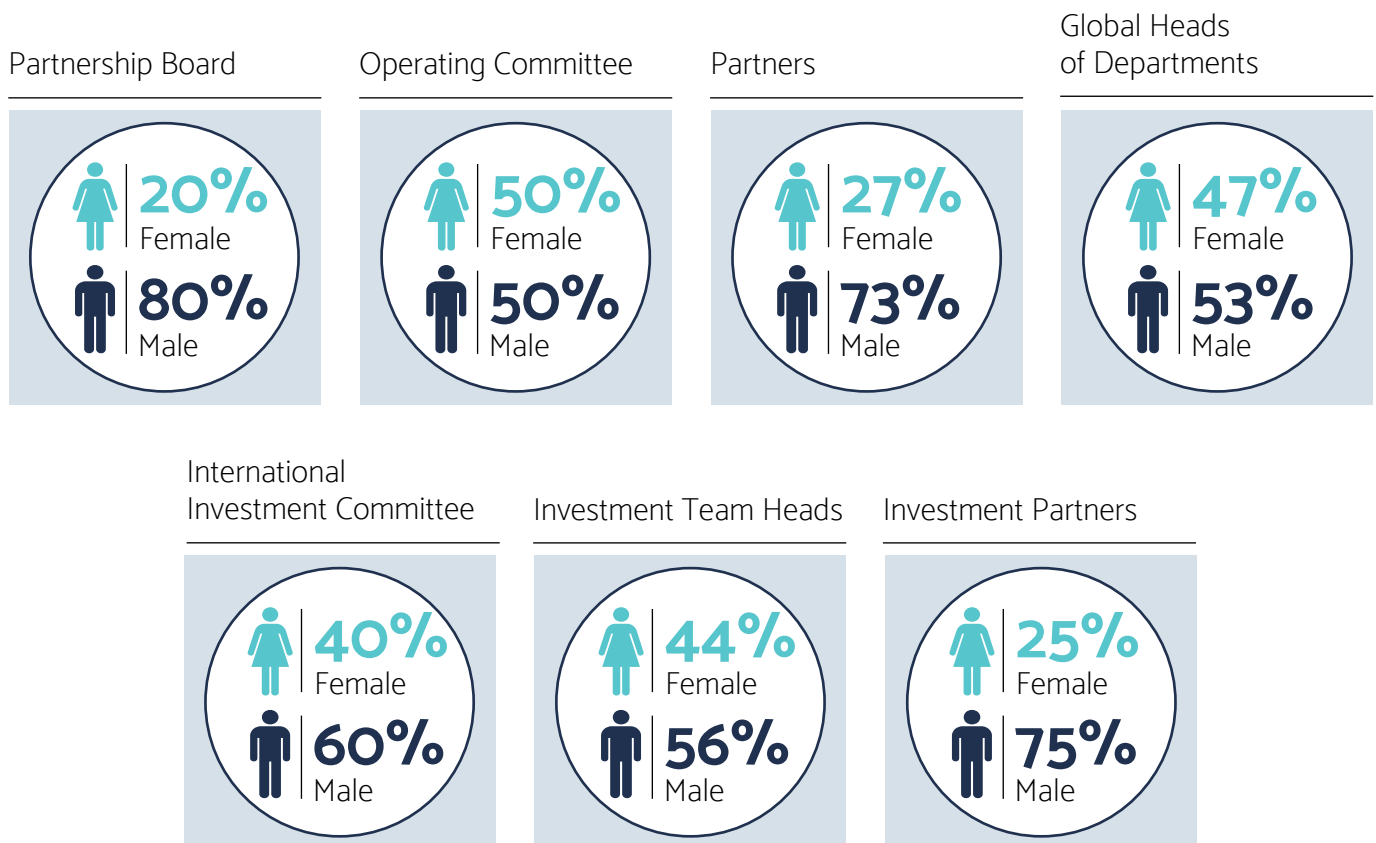 Partnership Board
20%
Female
80%
Male
Operating Committee
50%
Female
50%
Male
Partners
27%
Female
73%
Male
Global Heads
of Departments
47%
Female
53%
Male
International
Investment Committee
40%
Female
60%
Male
Investment Team Heads
44%
Female
56%
Male
Investment Partners
25%
Female
75%
Male